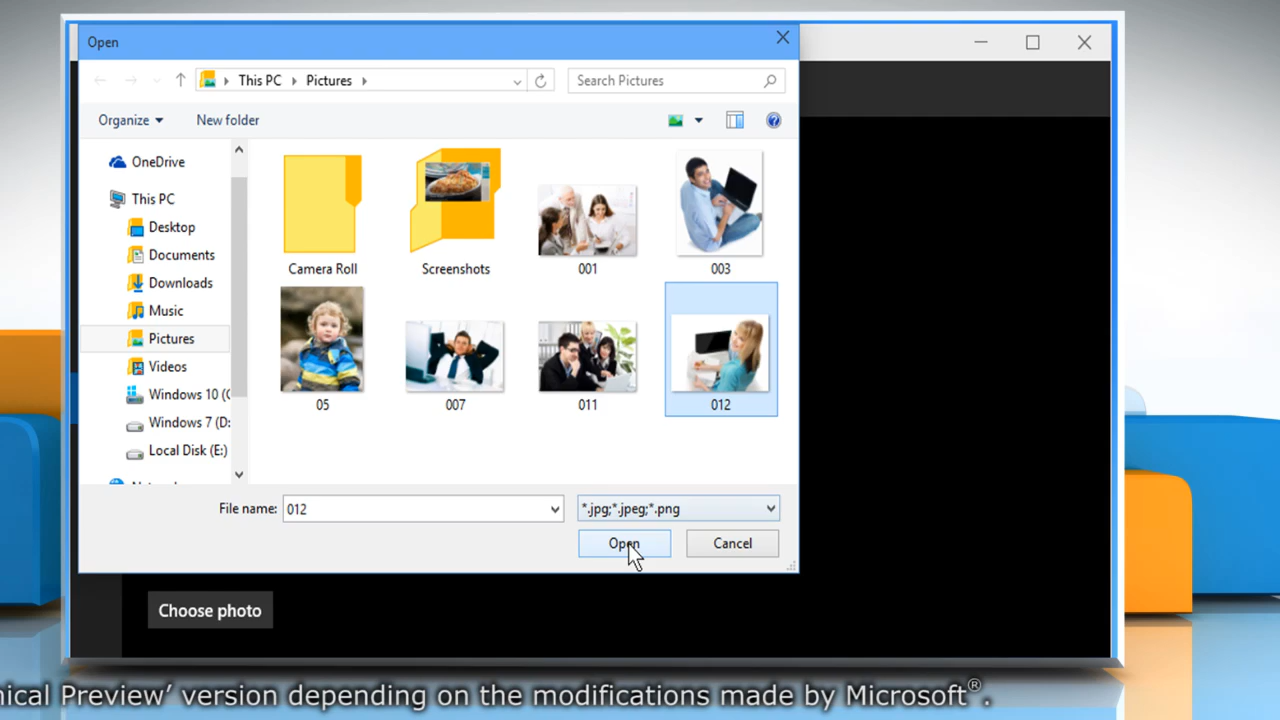 Open
This PC
Pictures
Search Pictures
Organize
New folder
OneDrive
This PC
Desktop
Documents
Downloads
Music
Pictures
Videos
Windows 10 (C
Windows 7 (D:
Local Disk (E:)
Camera Roll
Screenshots
001
003
05
007
011
012
File name:
012
*.jpg;*.jpeg;*.png
Open
Cancel
Choose photo
nical Preview’ version depending on the modifications made by Microsoft®.